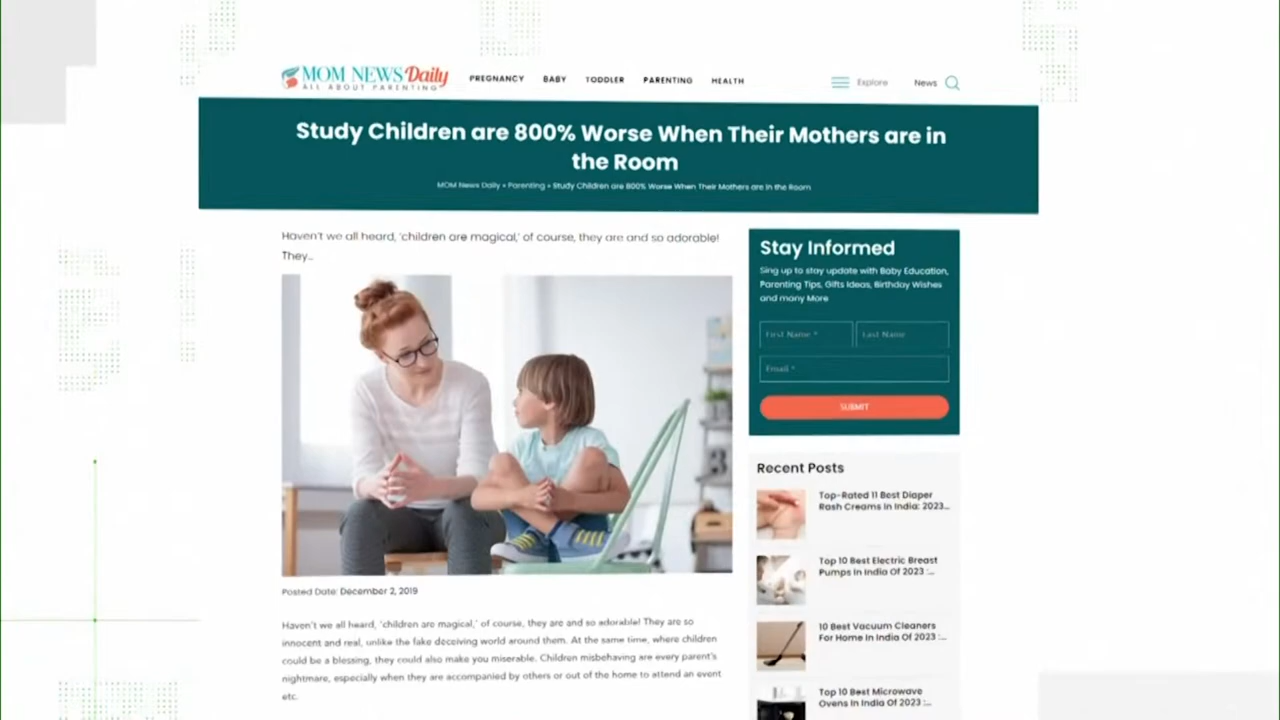 MOM NEWS Daily
ALL ABOUT PARENTING
PREGNANCY BABY TODDLER PARENTING HEALTH
Explore News
Study Children are 800% Worse When Their Mothers are in
the Room
MOM News Daily » Parenting » Study Children are 800% Worse When Their Mothers are in the Room
Haven't we all heard, 'children are magical,' of course, they are and so adorable!
They...
Posted Date: December 2, 2019
Haven't we all heard, 'children are magical,' of course, they are and so adorable! They are so
innocent and real, unlike the fake deceiving world around them. At the same time, where children
could be a blessing, they could also make you miserable. Children misbehaving are every parent's
nightmare, especially when they are accompanied by others or out of the home to attend an event
etc.
Stay Informed
Sing up to stay update with Baby Education,
Parenting Tips, Gifts Ideas, Birthday Wishes
and many More
First Name * Last Name
Email *
SUBMIT
Recent Posts
Top-Rated 11 Best Diaper
Rash Creams In India: 2023...
Top 10 Best Electric Breast
Pumps In India Of 2023 :...
10 Best Vacuum Cleaners
For Home In India Of 2023 :...
Top 10 Best Microwave
Ovens In India Of 2023 :...